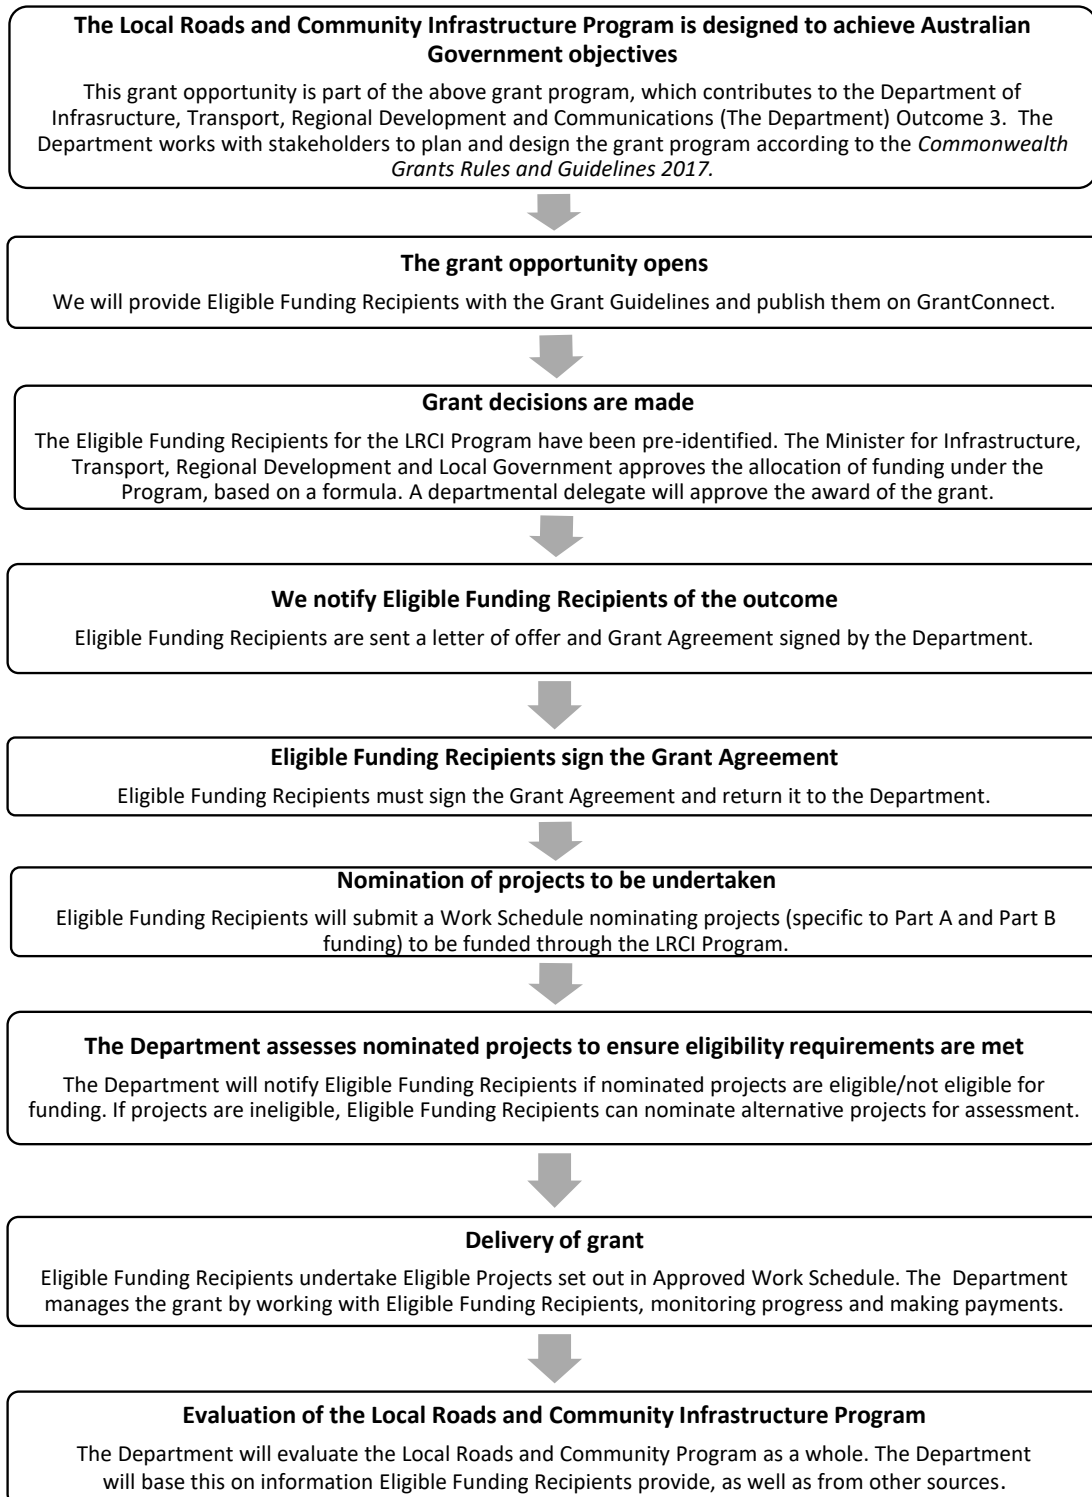 The Local Roads and Community Infrastructure Program is designed to achieve Australian
Government objectives
This grant opportunity is part of the above grant program, which contributes to the Department of
Infrasructure, Transport, Regional Development and Communications (The Department) Outcome 3. The
Department works with stakeholders to plan and design the grant program according to the Commonwealth
Grants Rules and Guidelines 2017.
The grant opportunity opens
We will provide Eligible Funding Recipients with the Grant Guidelines and publish them on GrantConnect.
Grant decisions are made
The Eligible Funding Recipients for the LRCI Program have been pre-identified. The Minister for Infrastructure,
Transport, Regional Development and Local Government approves the allocation of funding under the
Program, based on a formula. A departmental delegate will approve the award of the grant.
We notify Eligible Funding Recipients of the outcome
Eligible Funding Recipients are sent a letter of offer and Grant Agreement signed by the Department.
Eligible Funding Recipients sign the Grant Agreement
Eligible Funding Recipients must sign the Grant Agreement and return it to the Department.
Nomination of projects to be undertaken
Eligible Funding Recipients will submit a Work Schedule nominating projects (specific to Part A and Part B
funding) to be funded through the LRCI Program.
The Department assesses nominated projects to ensure eligibility requirements are met
The Department will notify Eligible Funding Recipients if nominated projects are eligible/not eligible for
funding. If projects are ineligible, Eligible Funding Recipients can nominate alternative projects for assessment.
Delivery of grant
Eligible Funding Recipients undertake Eligible Projects set out in Approved Work Schedule. The Department
manages the grant by working with Eligible Funding Recipients, monitoring progress and making payments.
Evaluation of the Local Roads and Community Infrastructure Program
The Department will evaluate the Local Roads and Community Program as a whole. The Department
will base this on information Eligible Funding Recipients provide, as well as from other sources.